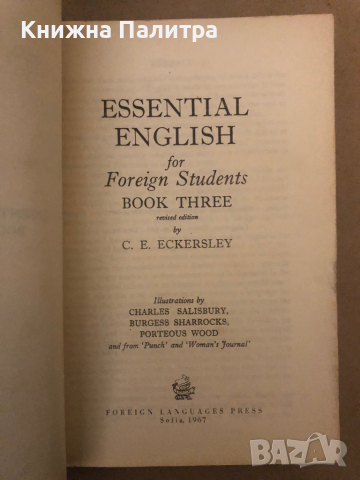 Книжна Палитра
ESSENTIAL
ENGLISH
for
Foreign Students
BOOK THREE
revised edition
by
C. E. ECKERSLEY
Illustrations by
CHARLES SALISBURY,
BURGESS SHARROCKS,
PORTEOUS WOOD
and from ‘Punch’ and ‘Woman’s Journal’
FOREIGN LANGUAGES PRESS
Sofia, 1967
BAZAR